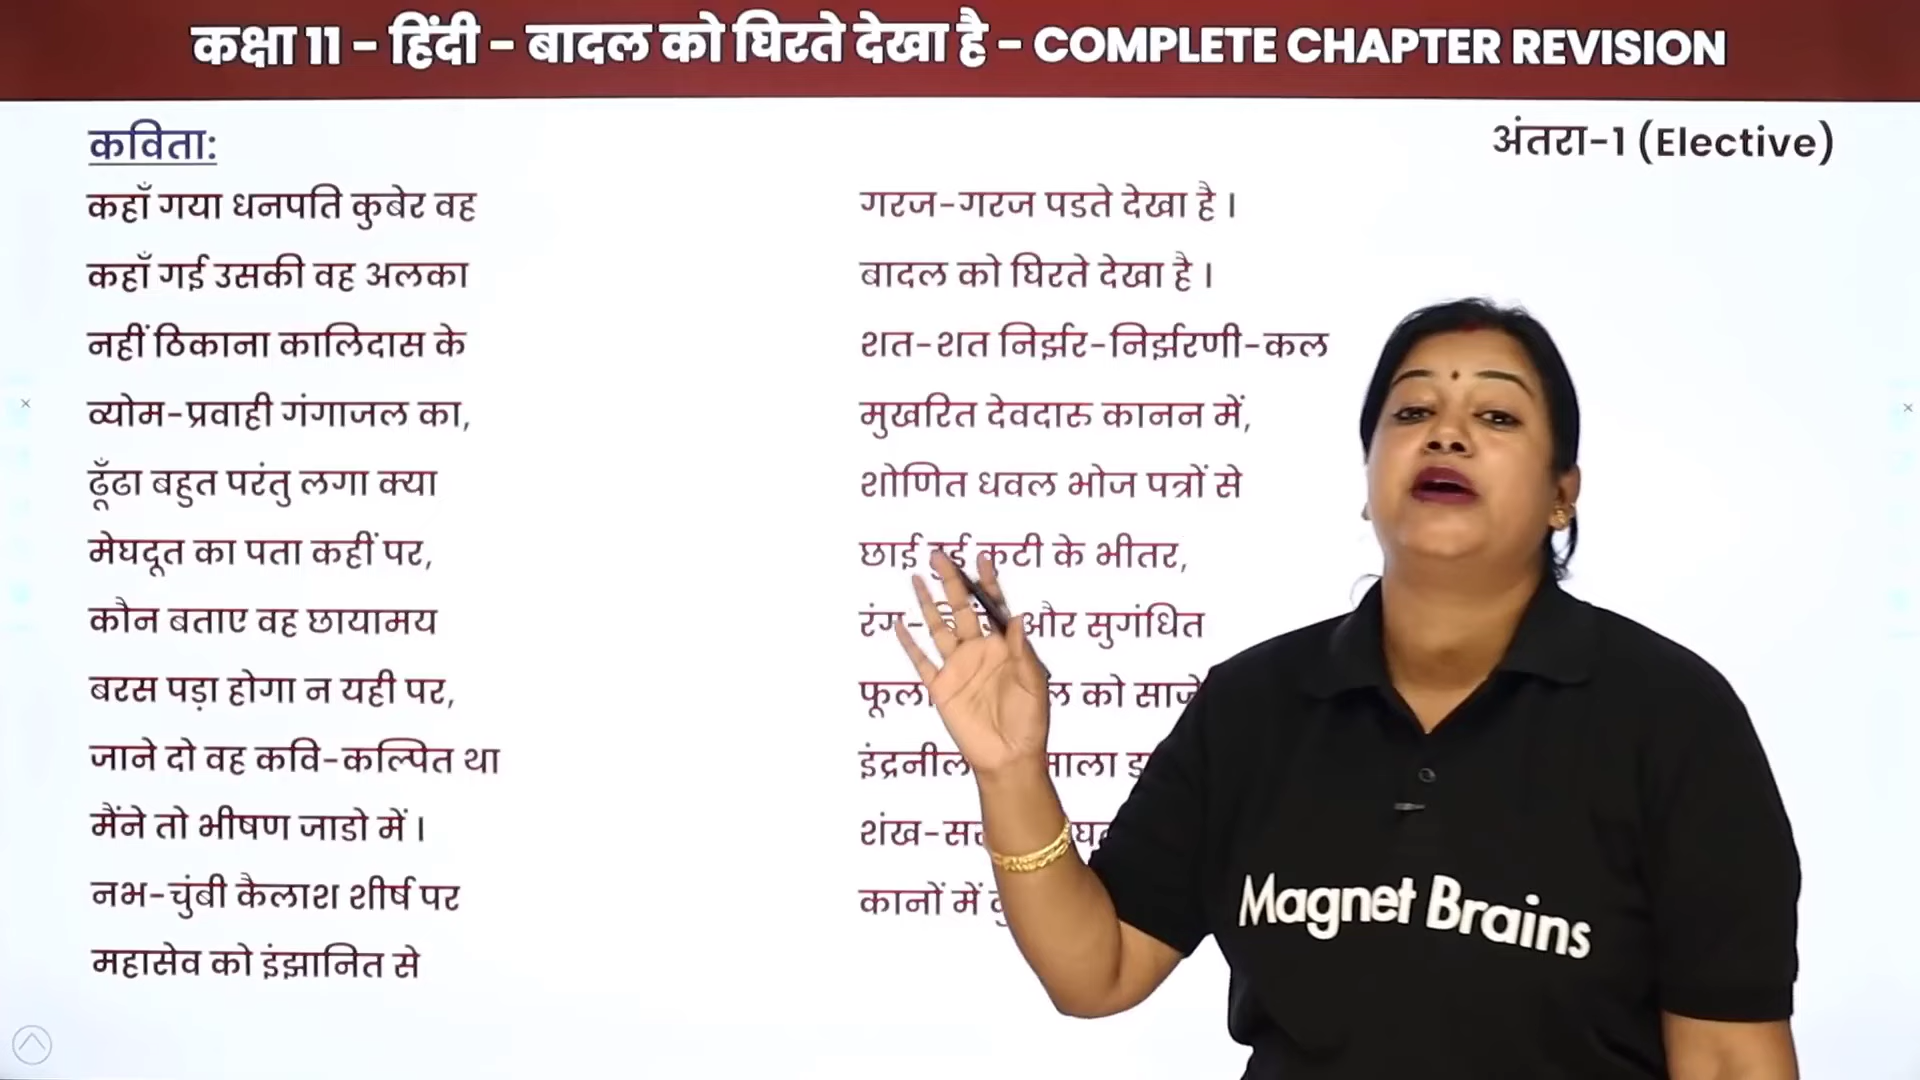 कक्षा 11 - हिंदी - बादल को घिरते देखा है - COMPLETE CHAPTER REVISION
कविता:
अंतरा-1 (Elective)
कहाँ गया धनपति कुबेर वह
कहाँ गई उसकी वह अलका
नहीं ठिकाना कालिदास के
व्योम-प्रवाही गंगाजल का,
ढूँढा बहुत परंतु लगा क्या
मेघदूत का पता कहीं पर,
कौन बताए वह छायामय
बरस पड़ा होगा न यही पर,
जाने दो वह कवि-कल्पित था
मैंने तो भीषण जाडो में ।
नभ-चुंबी कैलाश शीर्ष पर
महासेव को इंझानित से
गरज-गरज पडते देखा है ।
बादल को घिरते देखा है ।
शत-शत निर्झर-निर्झरणी-कल
मुखरित देवदारु कानन में,
शोणित धवल भोज पत्रों से
छाई हुई कुटी के भीतर,
और सुगंधित
को साजे
इंद्रनील
कानों में
Magnet Brains